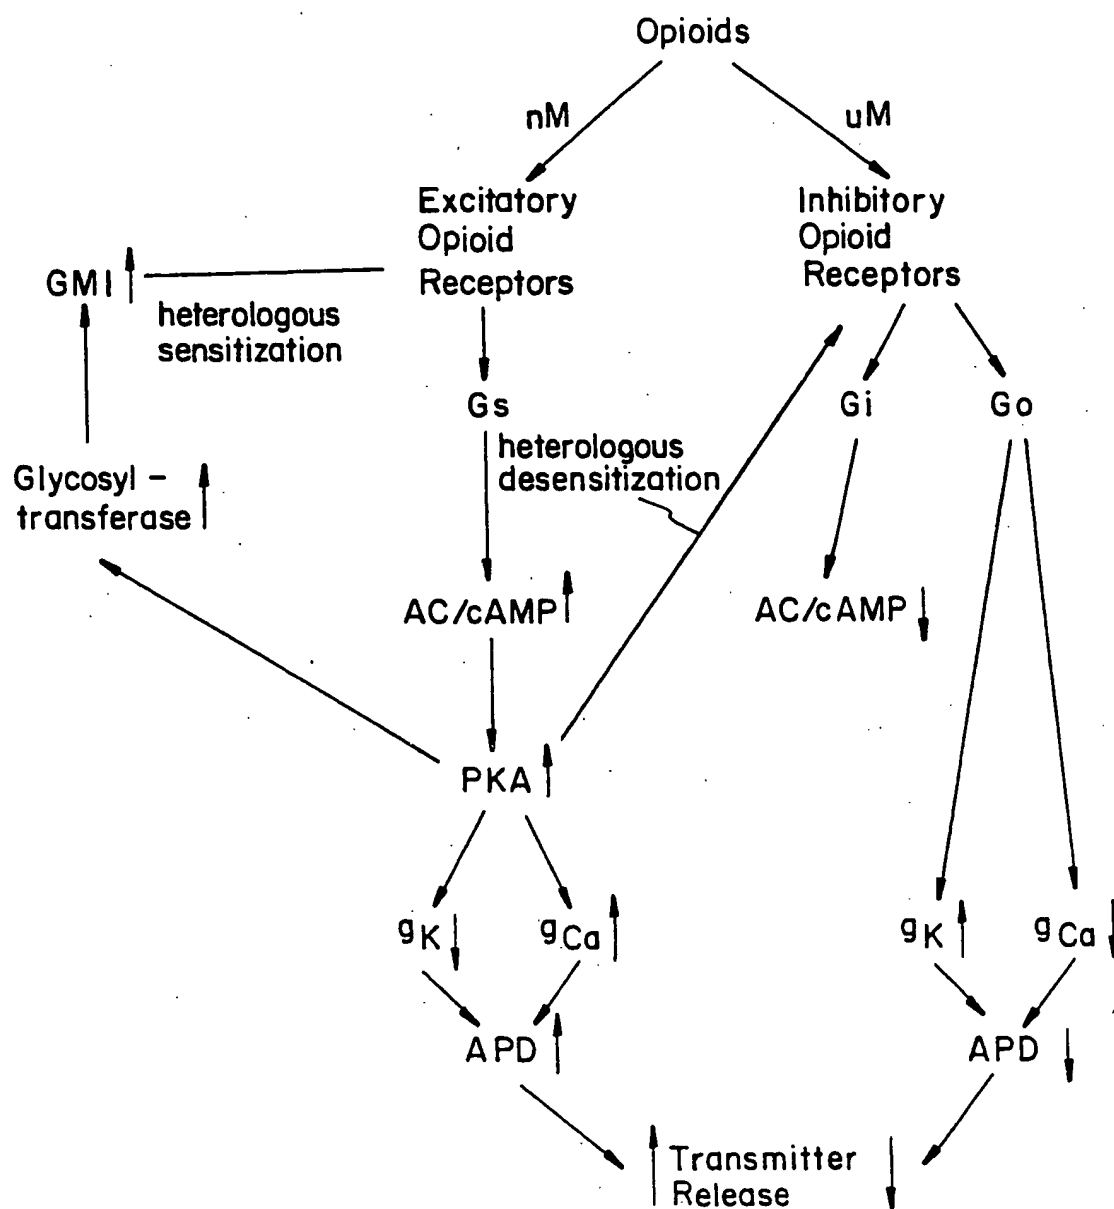 Opioids
nM
uM
Excitatory
Opioid
Receptors
Inhibitory
Opioid
Receptors
GMI
heterologous
sensitization
Gs
Gi
Go
heterologous
desensitization
Glycosyl-
transferase
AC/cAMP
AC/cAMP
PKA
gK
gCa
gK
gCa
APD
APD
Transmitter
Release